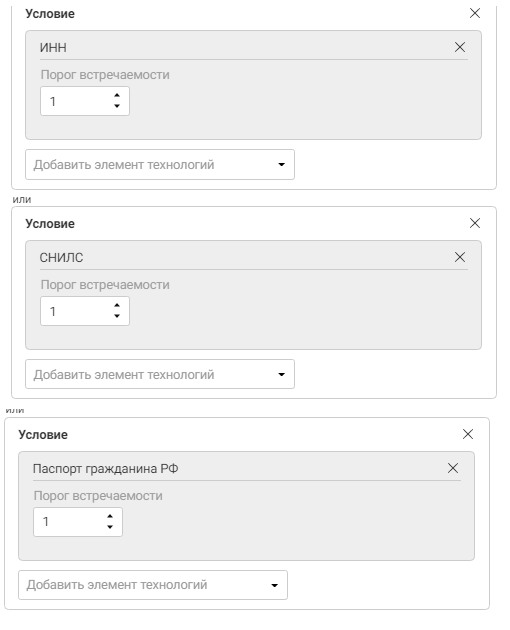 Условие
ИНН
Порог встречаемости
1
Добавить элемент технологий
или
Условие
СНИЛС
Порог встречаемости
1
Добавить элемент технологий
или
Условие
Паспорт гражданина РФ
Порог встречаемости
1
Добавить элемент технологий